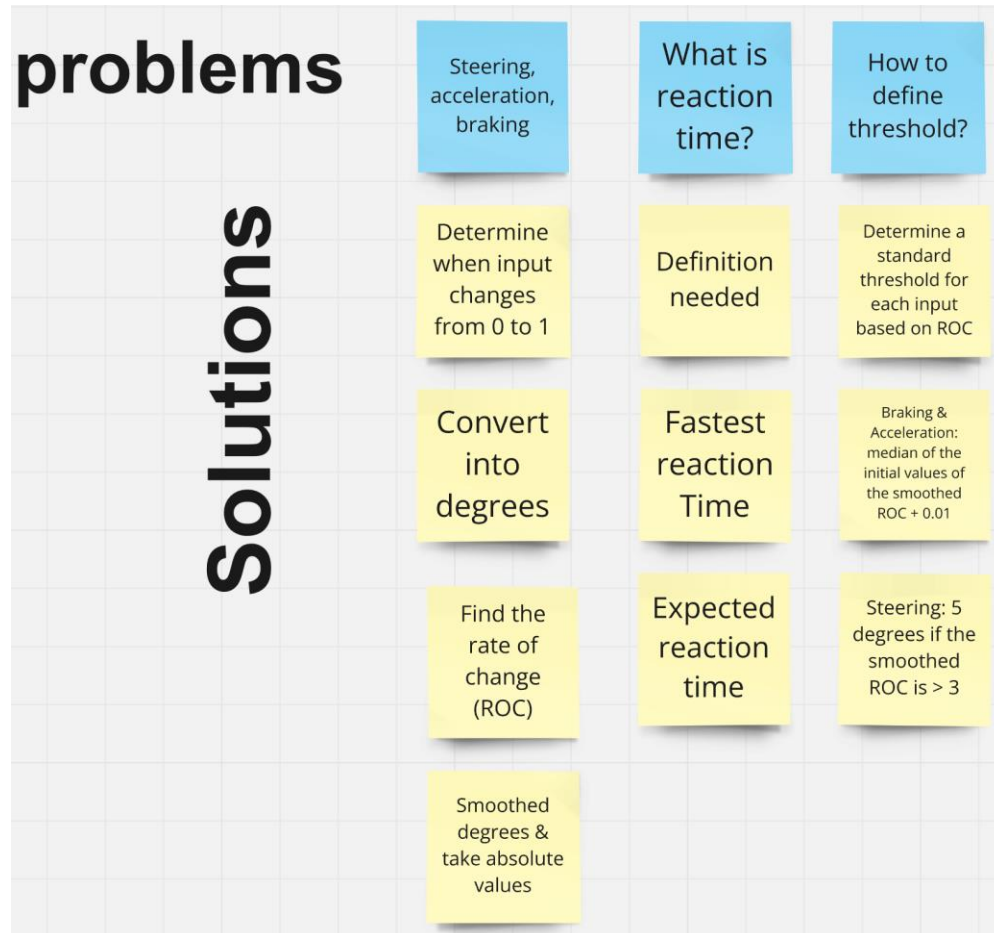 problems
Solutions
Steering,
acceleration,
braking
Determine
when input
changes
from 0 to 1
Convert
into
degrees
Find the
rate of
change
(ROC)
Smoothed
degrees &
take absolute
values
What is
reaction
time?
Definition
needed
Fastest
reaction
Time
Expected
reaction
time
How to
define
threshold?
Determine a
standard
threshold for
each input
based on ROC
Braking &
Acceleration:
median of the
initial values of
the smoothed
ROC + 0.01
Steering: 5
degrees if the
smoothed
ROC is > 3